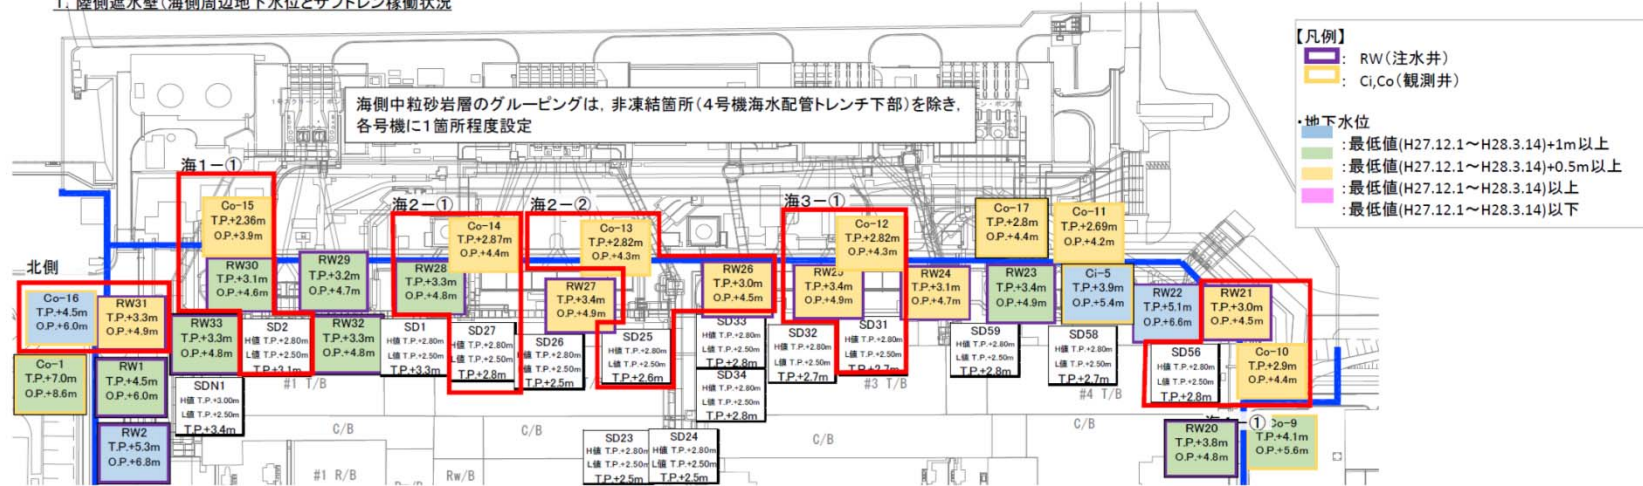 1. 陸側遮水壁（海側周辺地下水位とサブドレン稼働状況
【凡例】
: RW（注水井）
: Ci,Co（観測井）
・地下水位
:最低値(H27.12.1～H28.3.14)+1m以上
:最低値(H27.12.1～H28.3.14)+0.5m以上
:最低値(H27.12.1～H28.3.14)以上
:最低値(H27.12.1～H28.3.14)以下
海側中粒砂岩層のグルーピングは，非凍結箇所（4号機海水配管トレンチ下部）を除き，
各号機に1箇所程度設定
海1－①
海2－①
海2－②
海3－①
北側
Co-15
T.P.+2.36m
O.P.+3.9m
Co-14
T.P.+2.87m
O.P.+4.4m
Co-13
T.P.+2.82m
O.P.+4.3m
Co-12
T.P.+2.82m
O.P.+4.3m
Co-17
T.P.+2.8m
O.P.+4.4m
Co-11
T.P.+2.69m
O.P.+4.2m
Co-16
T.P.+4.5m
O.P.+6.0m
RW31
T.P.+3.3m
O.P.+4.9m
RW30
T.P.+3.1m
O.P.+4.6m
RW29
T.P.+3.2m
O.P.+4.7m
RW28
T.P.+3.3m
O.P.+4.8m
RW27
T.P.+3.4m
O.P.+4.9m
RW26
T.P.+3.0m
O.P.+4.5m
T.P.+3.4m
O.P.+4.9m
RW24
T.P.+3.1m
O.P.+4.7m
RW23
T.P.+3.4m
O.P.+4.9m
Ci-5
T.P.+3.9m
O.P.+5.4m
RW22
T.P.+5.1m
O.P.+6.6m
RW21
T.P.+3.0m
O.P.+4.5m
RW33
T.P.+3.3m
O.P.+4.8m
SD2
H値 T.P.+2.80m
L値 T.P.+2.50m
T.P.+3.1m
RW32
T.P.+3.3m
O.P.+4.8m
SD1
H値 T.P.+2.80m
L値 T.P.+2.50m
T.P.+3.3m
SD27
H値 T.P.+2.80m
L値 T.P.+2.50m
T.P.+2.8m
SD26
H値 T.P.+2.80m
L値 T.P.+2.50m
T.P.+2.5m
SD25
H値 T.P.+2.80m
L値 T.P.+2.50m
T.P.+2.6m
SD33
H値 T.P.+2.80m
L値 T.P.+2.50m
T.P.+2.8m
SD32
H値 T.P.+2.80m
L値 T.P.+2.50m
T.P.+2.7m
SD31
H値 T.P.+2.80m
L値 T.P.+2.50m
T.P.+2.7m
SD59
H値 T.P.+2.80m
L値 T.P.+2.50m
T.P.+2.8m
SD58
H値 T.P.+2.80m
L値 T.P.+2.50m
T.P.+2.7m
SD56
H値 T.P.+2.80m
L値 T.P.+2.50m
T.P.+2.8m
Co-10
T.P.+2.9m
O.P.+4.4m
Co-1
T.P.+7.0m
O.P.+8.6m
RW1
T.P.+4.5m
O.P.+6.0m
SDN1
H値 T.P.+3.00m
L値 T.P.+2.50m
T.P.+3.4m
#1 T/B
SD34
H値 T.P.+2.80m
L値 T.P.+2.50m
T.P.+2.8m
#3 T/B
#4 T/B
RW2
T.P.+5.3m
O.P.+6.8m
C/B
C/B
SD23
H値 T.P.+2.80m
L値 T.P.+2.50m
T.P.+2.5m
SD24
H値 T.P.+2.80m
L値 T.P.+2.50m
T.P.+2.5m
C/B
C/B
RW20
T.P.+3.8m
O.P.+4.8m
①
Co-9
T.P.+4.1m
O.P.+5.6m
#1 R/B
Rw/B